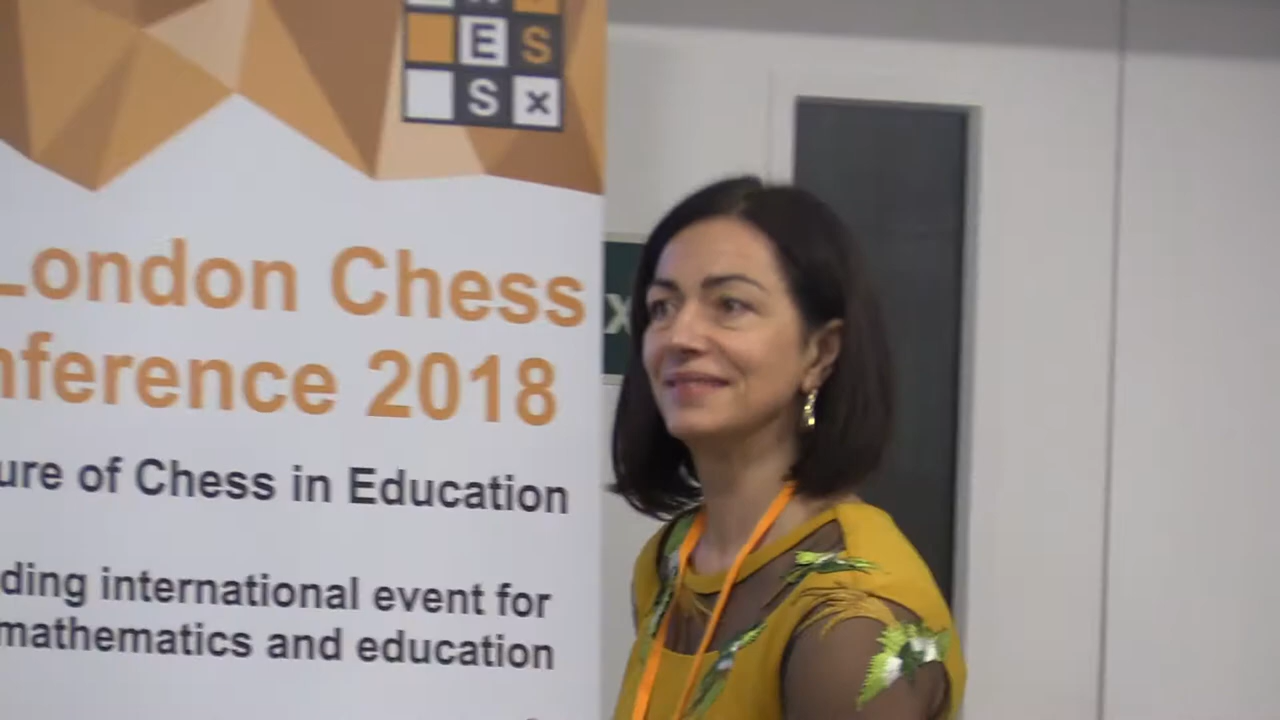 E S
S x
London Chess
nference 2018
ure of Chess in Education
ding international event for
mathematics and education
X